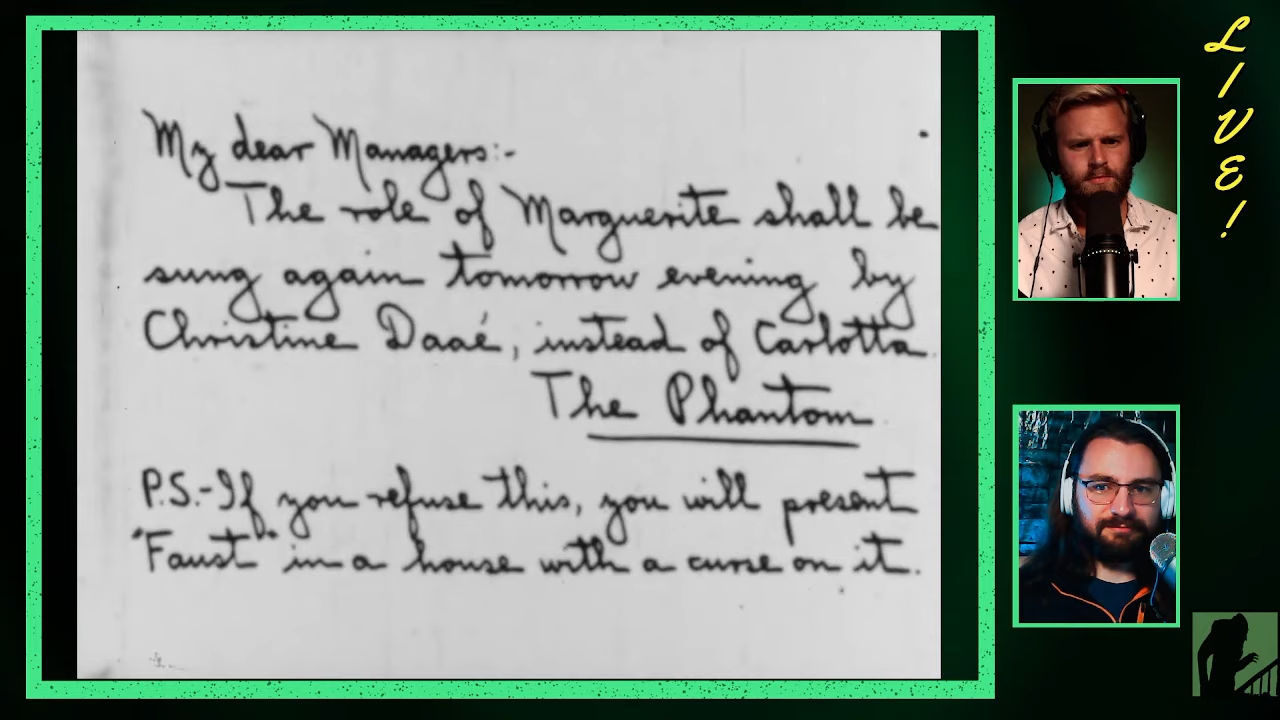 My dear Managers:-
The role of Marguerite shall be
sung again tomorrow evening by
Christine Daaé, instead of Carlotta.
The Phantom
P.S.-If you refuse this, you will present
"Faust" in a house with a curse on it.
LIVE!